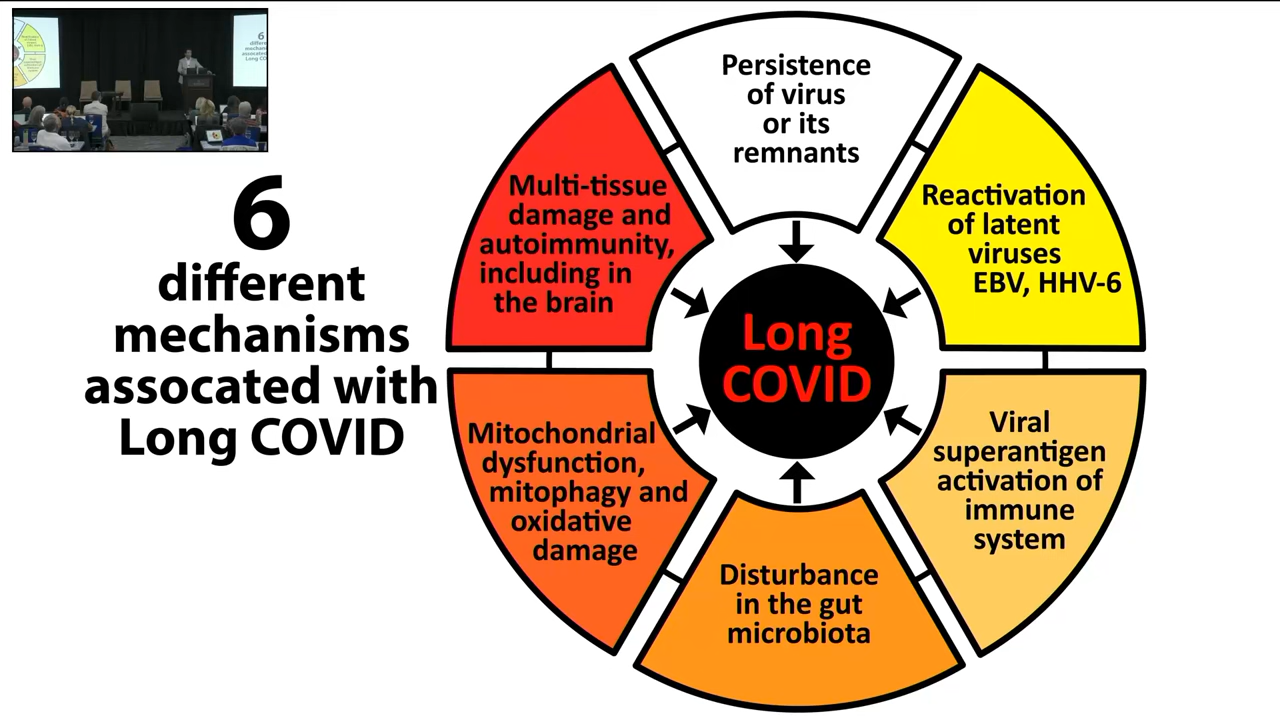 6
different
mechanisms
assocated with
Long COVID
Persistence
of virus
or its
remnants
Reactivation
of latent
viruses
EBV, HHV-6
Viral
superantigen
activation of
immune
system
Disturbance
in the gut
microbiota
Mitochondrial
dysfunction,
mitophagy and
oxidative
damage
Multi-tissue
damage and
autoimmunity,
including in
the brain
Long
COVID